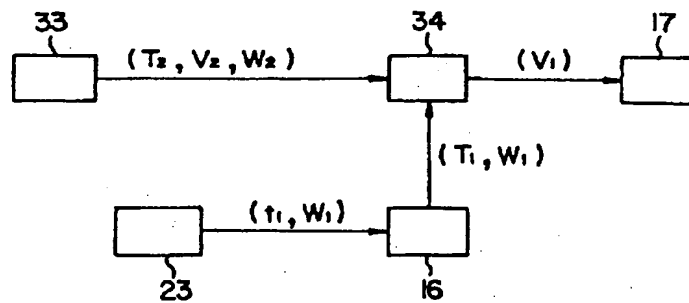 33 34 17
(T₂, V₂, W₂) (V₁)
(T₁, W₁)
(t₁, W₁)
23 16